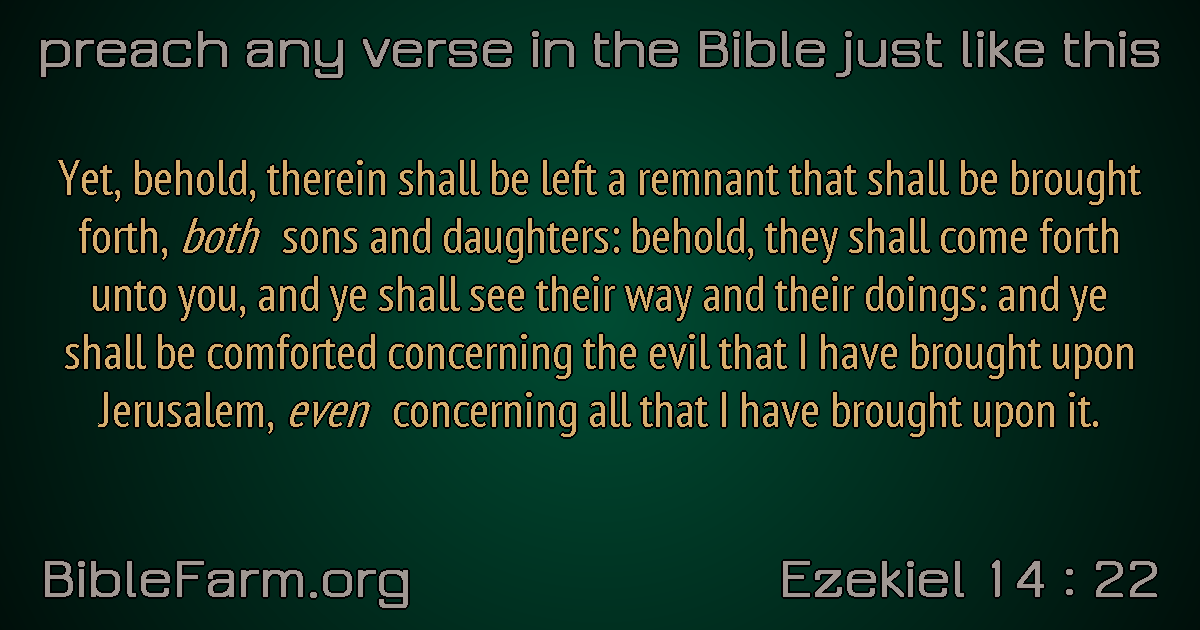 preach any verse in the Bible just like this
Yet, behold, therein shall be left a remnant that shall be brought
forth, both sons and daughters: behold, they shall come forth
unto you, and ye shall see their way and their doings: and ye
shall be comforted concerning the evil that I have brought upon
Jerusalem, even concerning all that I have brought upon it.
BibleFarm.org
Ezekiel 14 : 22